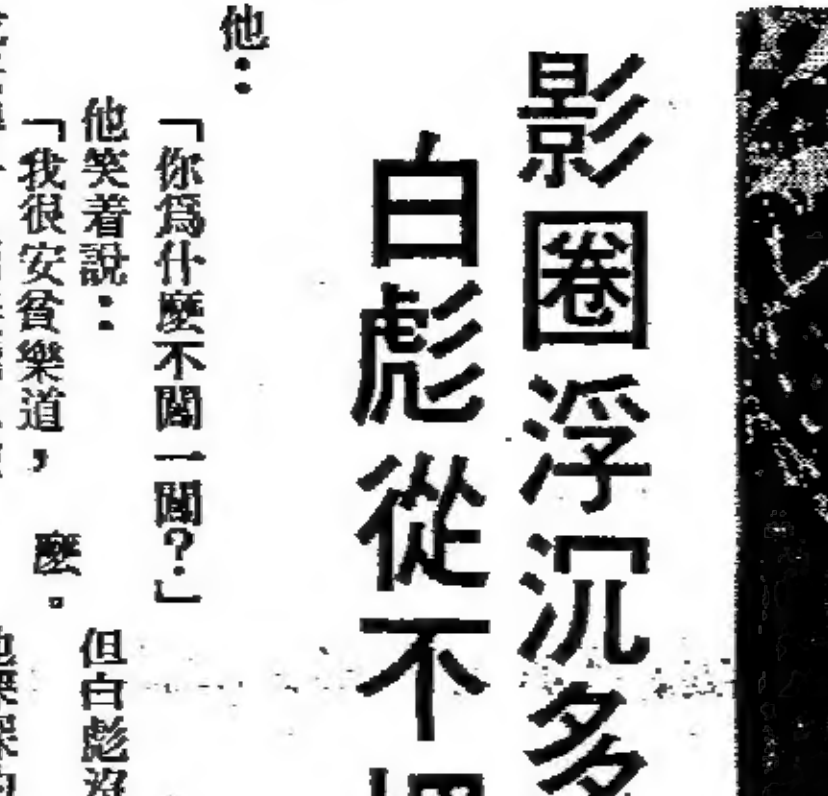 影圈浮沉多
白彪從不
他：
「你爲什麼不闖一闖？」
他笑着說：
「我很安貧樂道，
麼。
但白彪沒